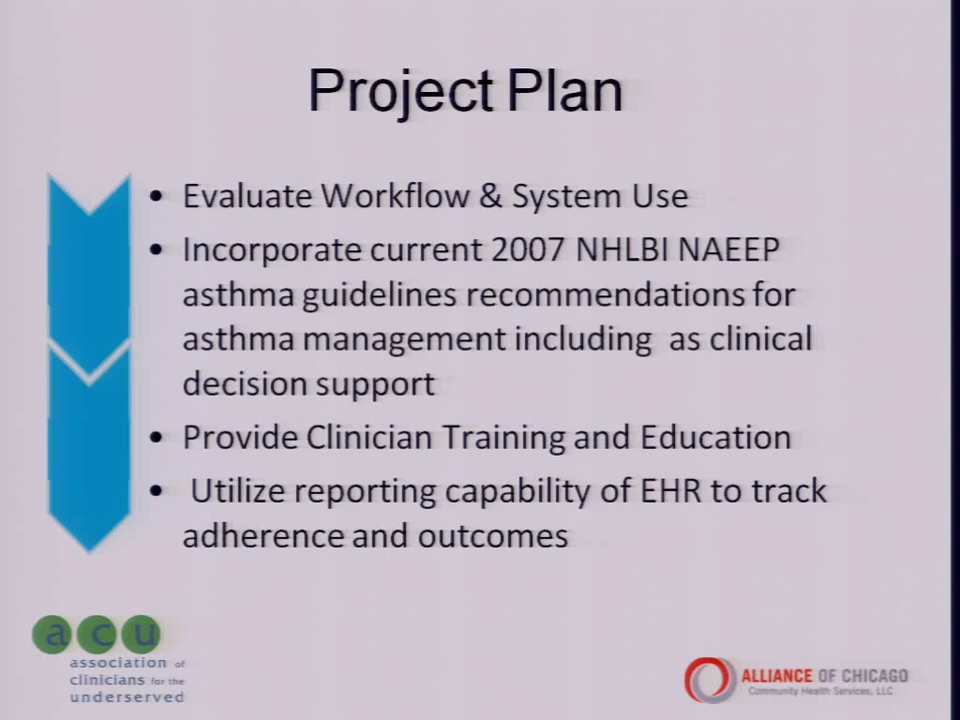 Project Plan
• Evaluate Workflow & System Use
• Incorporate current 2007 NHLBI NAEEP
asthma guidelines recommendations for
asthma management including  as clinical
decision support
• Provide Clinician Training and Education
• Utilize reporting capability of EHR to track
adherence and outcomes
acu
association of
clinicians for the
underserved
ALLIANCE OF CHICAGO
Community Health Services, LLC